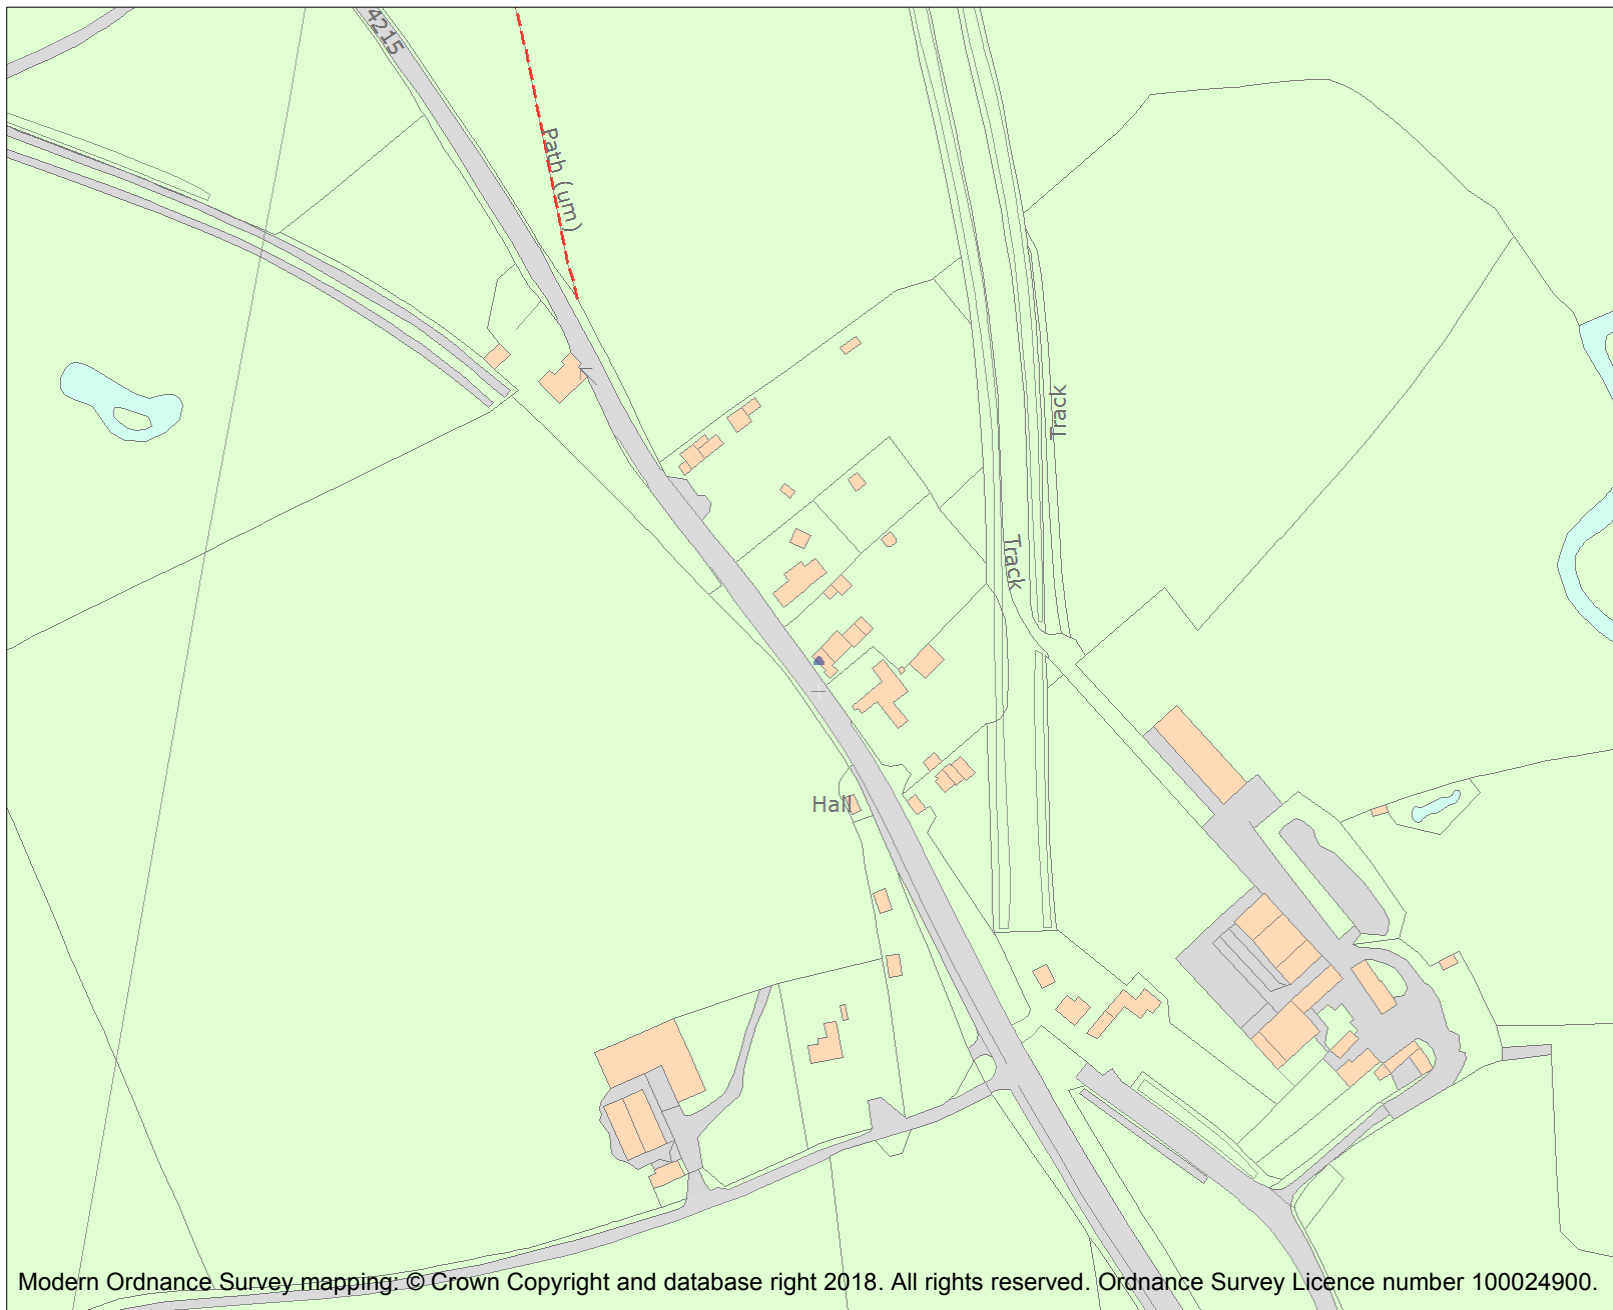 4215
Path (um)
Track
Track
Hall
Modern Ordnance Survey mapping: © Crown Copyright and database right 2018. All rights reserved. Ordnance Survey Licence number 100024900.